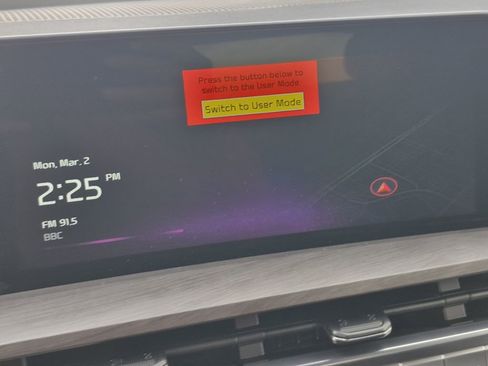 Press the button below to
switch to the User Mode.
Switch to User Mode
Mon, Mar. 2
2:25 PM
FM 91.5
BBC